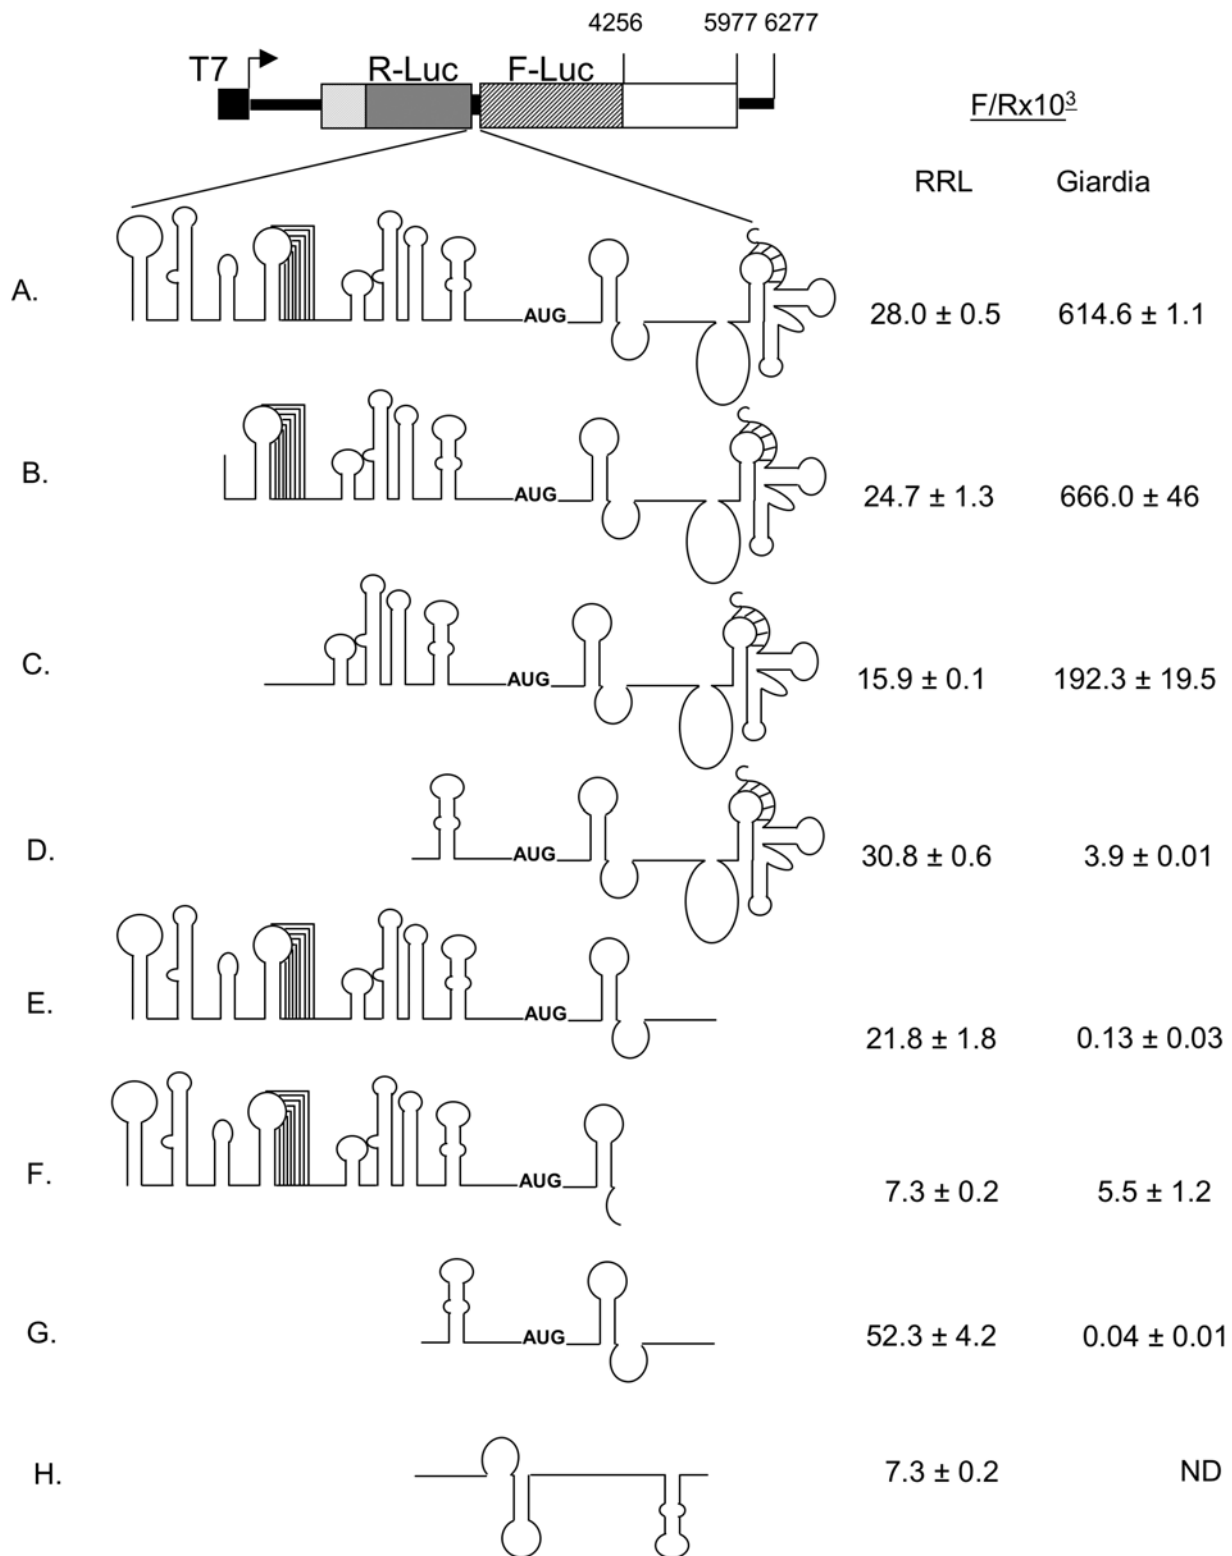 4256 5977 6277
T7 R-Luc F-Luc
F/Rx10³
RRL Giardia
A. AUG 28.0 ± 0.5 614.6 ± 1.1
B. AUG 24.7 ± 1.3 666.0 ± 46
C. AUG 15.9 ± 0.1 192.3 ± 19.5
D. AUG 30.8 ± 0.6 3.9 ± 0.01
E. AUG 21.8 ± 1.8 0.13 ± 0.03
F. AUG 7.3 ± 0.2 5.5 ± 1.2
G. AUG 52.3 ± 4.2 0.04 ± 0.01
H. 7.3 ± 0.2 ND